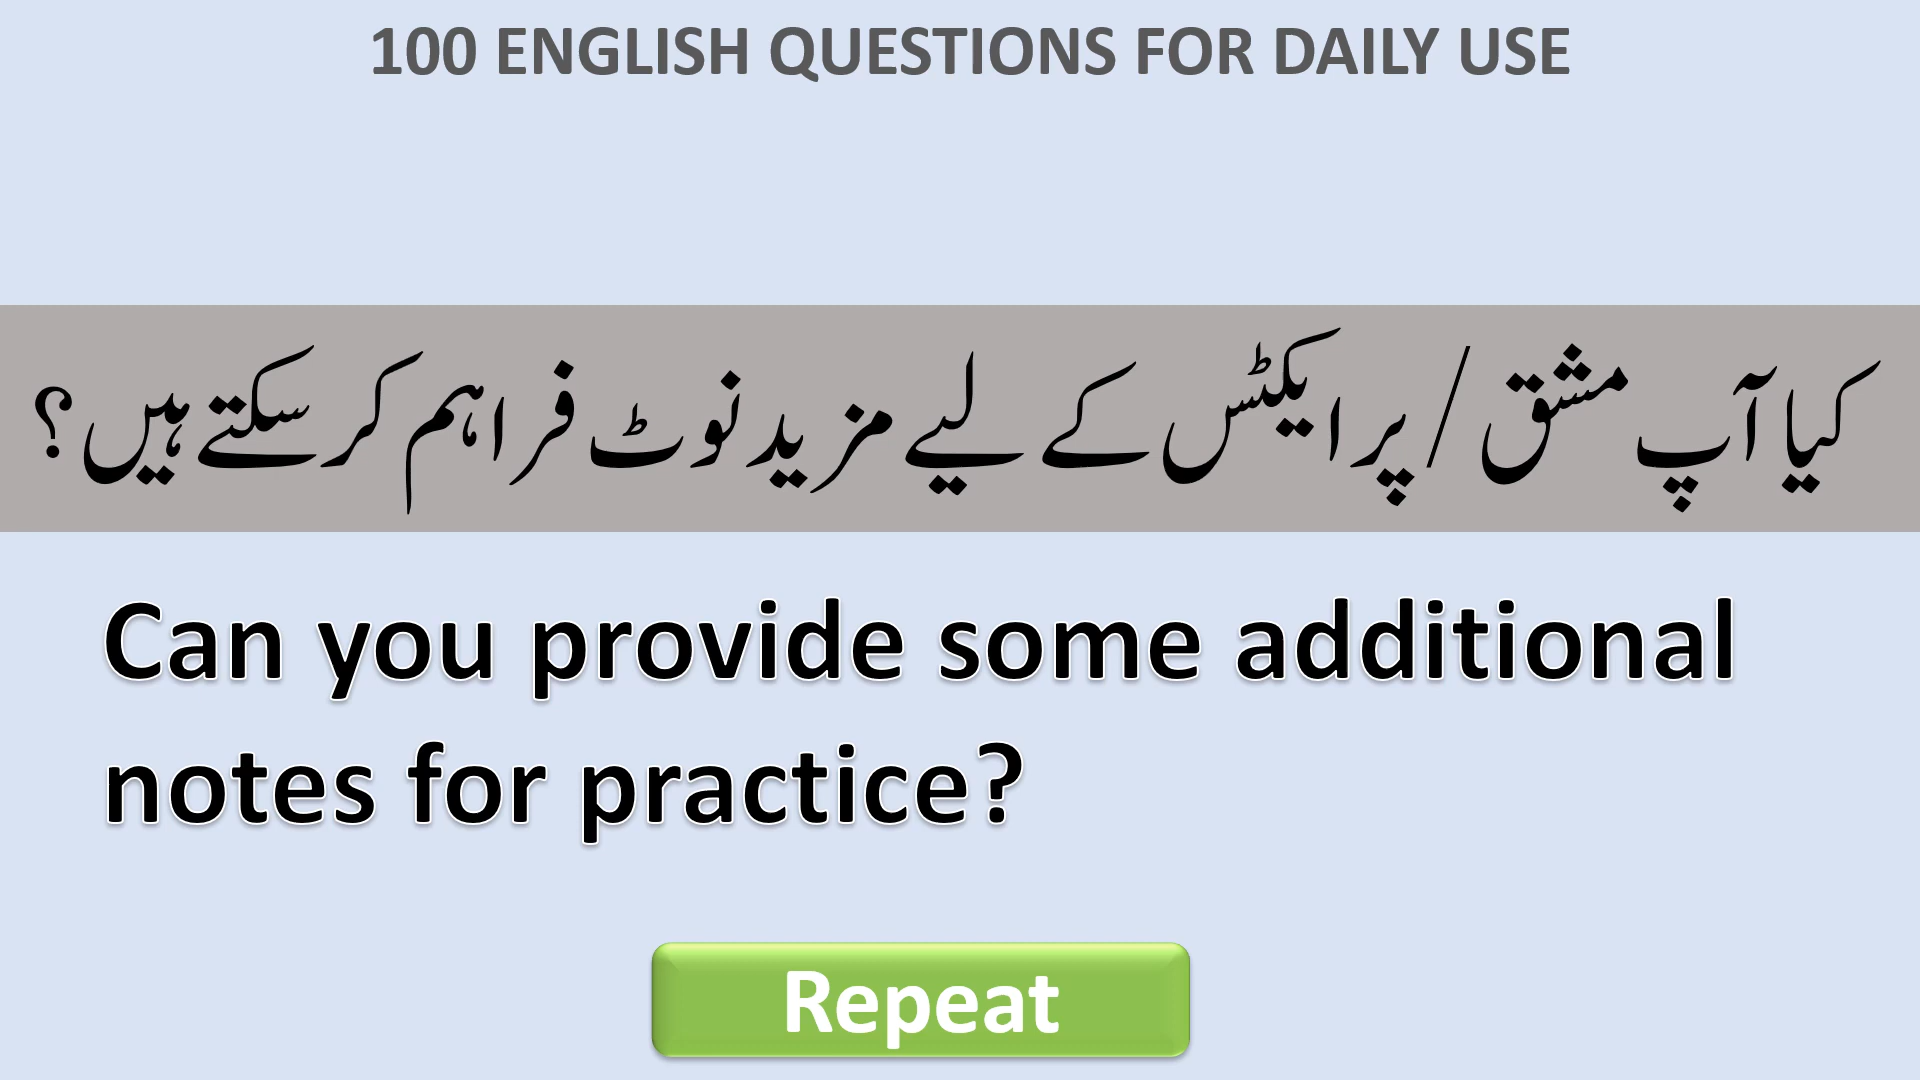 100 ENGLISH QUESTIONS FOR DAILY USE
کیا آپ مشق / پرایکٹس کے لیے مزید نوٹ فراہم کر سکتے ہیں؟
Can you provide some additional
notes for practice?
Repeat